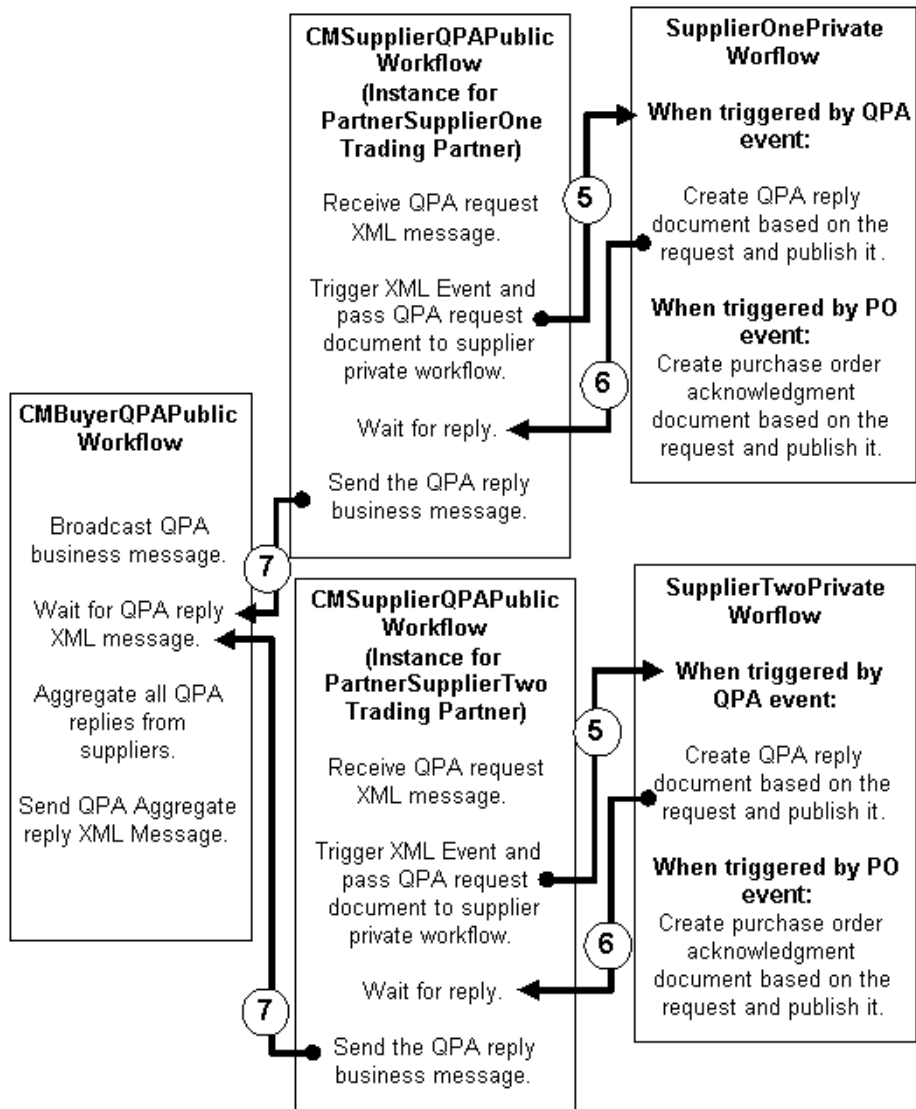 CMSupplierQPAPublic
Workflow
(Instance for
PartnerSupplierOne
Trading Partner)
Receive QPA request
XML message.
Trigger XML Event and
pass QPA request
document to supplier
private workflow.
Wait for reply.
Send the QPA reply
business message.
SupplierOnePrivate
Worflow
When triggered by QPA
event:
Create QPA reply
document based on the
request and publish it.
When triggered by PO
event:
Create purchase order
acknowledgment
document based on the
request and publish it.
5
6
7
CMBuyerQPAPublic
Workflow
Broadcast QPA
business message.
Wait for QPA reply
XML message.
Aggregate all QPA
replies from
suppliers.
Send QPA Aggregate
reply XML Message.
CMSupplierQPAPublic
Workflow
(Instance for
PartnerSupplierTwo
Trading Partner)
Receive QPA request
XML message.
Trigger XML Event and
pass QPA request
document to supplier
private workflow.
Wait for reply.
Send the QPA reply
business message.
SupplierTwoPrivate
Worflow
When triggered by
QPA event:
Create QPA reply
document based on the
request and publish it.
When triggered by PO
event:
Create purchase order
acknowledgment
document based on the
request and publish it.
5
6
7